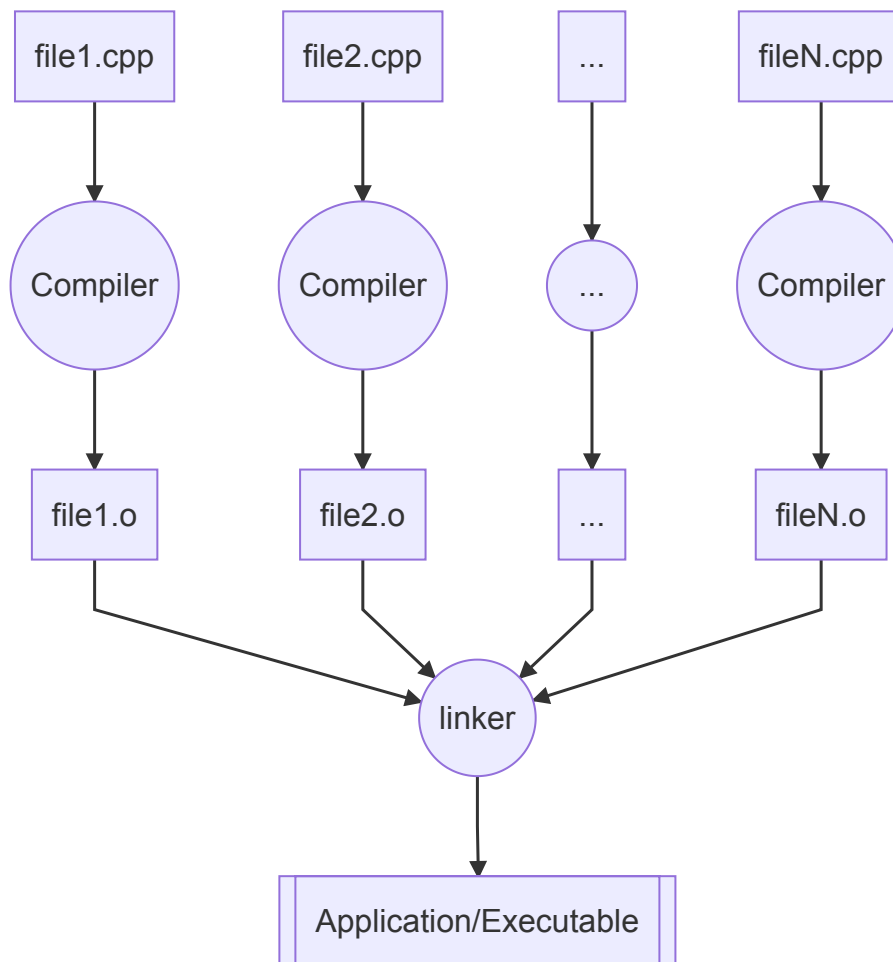 file1.cpp
file2.cpp
...
fileN.cpp
Compiler
Compiler
...
Compiler
file1.o
file2.o
...
fileN.o
linker
Application/Executable